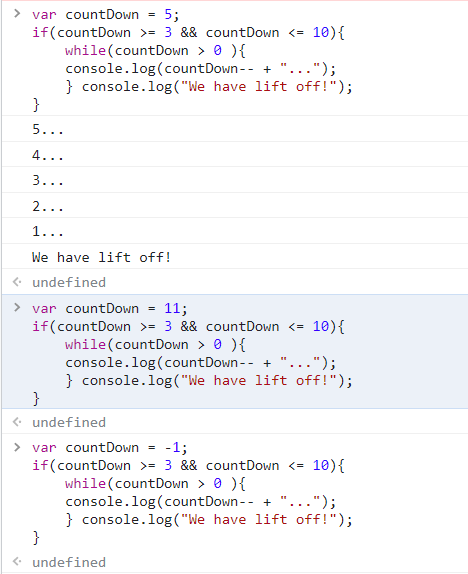 > var countDown = 5;
if(countDown >= 3 && countDown <= 10){
    while(countDown > 0 ){
    console.log(countDown-- + "...");
    } console.log("We have lift off!");
}
5...
4...
3...
2...
1...
We have lift off!
< undefined
> var countDown = 11;
if(countDown >= 3 && countDown <= 10){
    while(countDown > 0 ){
    console.log(countDown-- + "...");
    } console.log("We have lift off!");
}
< undefined
> var countDown = -1;
if(countDown >= 3 && countDown <= 10){
    while(countDown > 0 ){
    console.log(countDown-- + "...");
    } console.log("We have lift off!");
}
< undefined